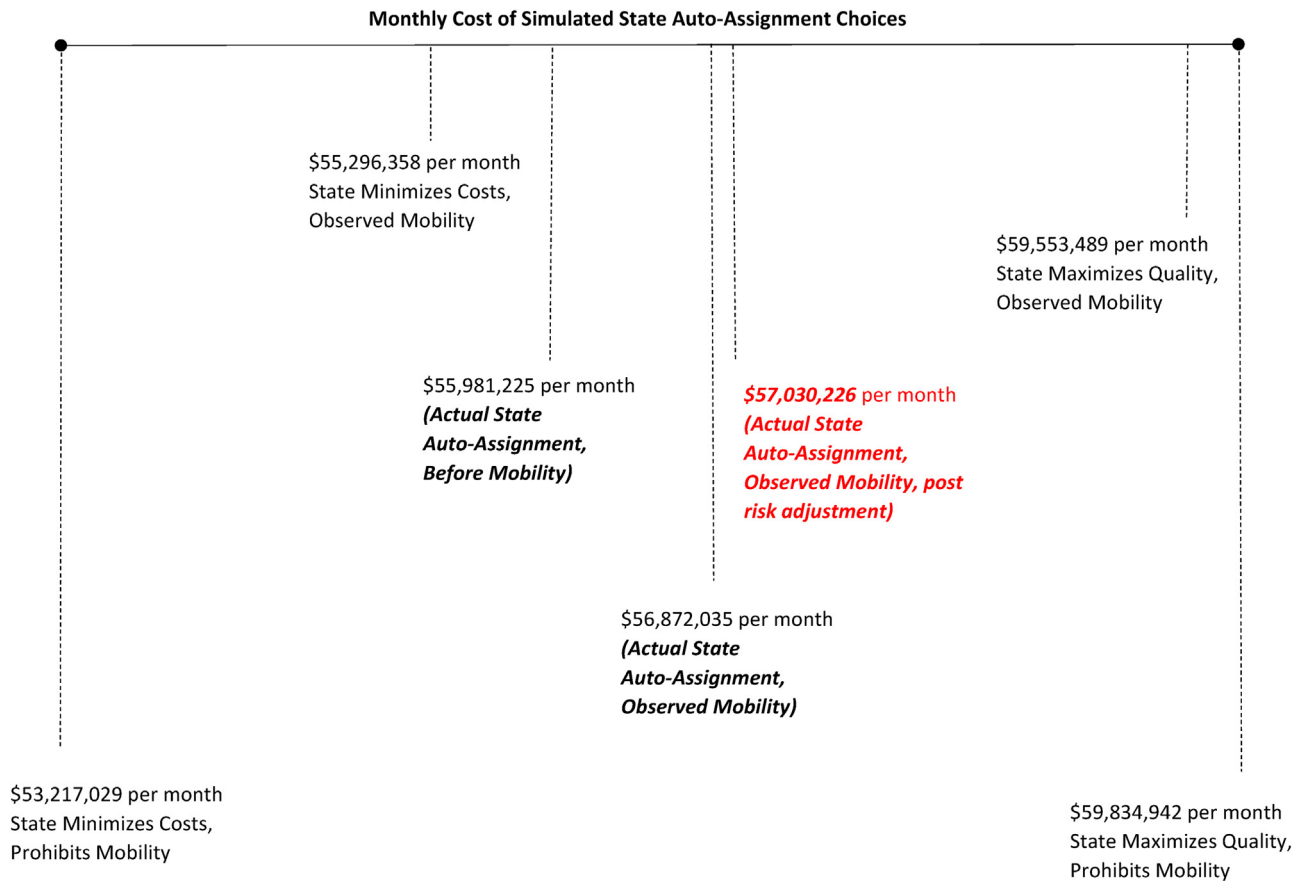 Monthly Cost of Simulated State Auto-Assignment Choices
$55,296,358 per month
State Minimizes Costs,
Observed Mobility
$59,553,489 per month
State Maximizes Quality,
Observed Mobility
$55,981,225 per month
(Actual State
Auto-Assignment,
Before Mobility)
$57,030,226 per month
(Actual State
Auto-Assignment,
Observed Mobility, post
risk adjustment)
$56,872,035 per month
(Actual State
Auto-Assignment,
Observed Mobility)
$53,217,029 per month
State Minimizes Costs,
Prohibits Mobility
$59,834,942 per month
State Maximizes Quality,
Prohibits Mobility